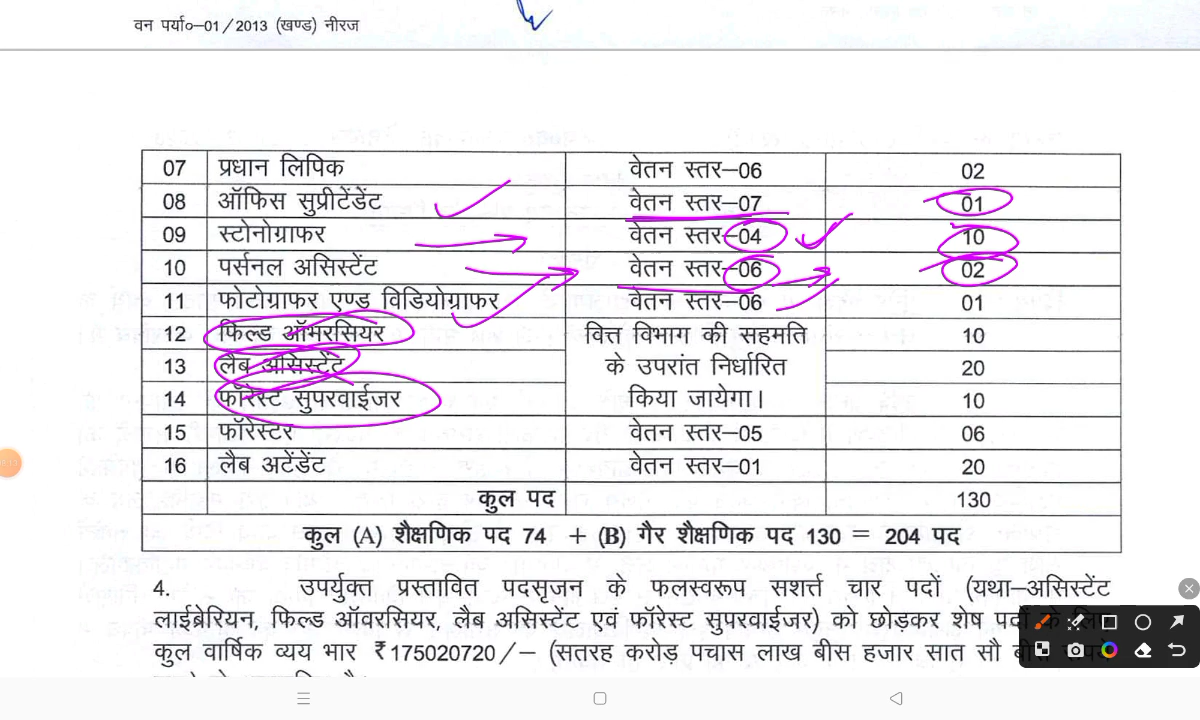 वन पर्या०–01/2013 (खण्ड) नीरज
07 प्रधान लिपिक वेतन स्तर–06 02
08 ऑफिस सुप्रीटेंडेंट वेतन स्तर–07 01
09 स्टोनोग्राफर वेतन स्तर–04 10
10 पर्सनल असिस्टेंट वेतन स्तर–06 02
11 फोटोग्राफर एण्ड विडियोग्राफर वेतन स्तर–06 01
12 फिल्ड ऑभरसियर वित्त विभाग की सहमति 10
13 लैब असिस्टेंट के उपरांत निर्धारित 20
14 फॉरेस्ट सुपरवाईजर किया जायेगा। 10
15 फॉरेस्टर वेतन स्तर–05 06
16 लैब अटेंडेंट वेतन स्तर–01 20
कुल पद 130
कुल (A) शैक्षणिक पद 74 + (B) गैर शैक्षणिक पद 130 = 204 पद
4. उपर्युक्त प्रस्तावित पदसृजन के फलस्वरूप सशर्त्त चार पदों (यथा–असिस्टेंट
लाईब्रेरियन, फिल्ड ऑवरसियर, लैब असिस्टेंट एवं फॉरेस्ट सुपरवाईजर) को छोड़कर शेष पदों के लिए
कुल वार्षिक व्यय भार ₹175020720/– (सतरह करोड़ पचास लाख बीस हजार सात सौ बीस